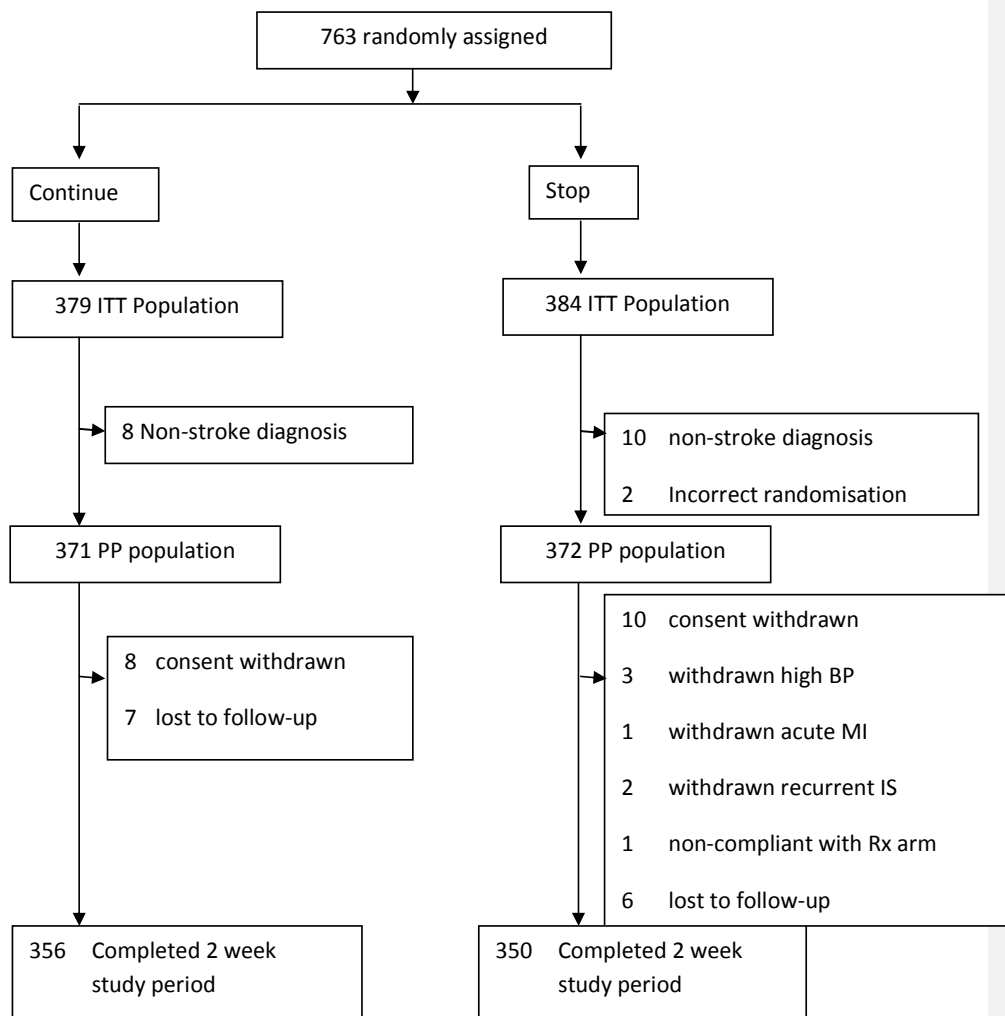 763 randomly assigned
Continue
Stop
379 ITT Population
384 ITT Population
8 Non-stroke diagnosis
10 non-stroke diagnosis
2 Incorrect randomisation
371 PP population
372 PP population
8 consent withdrawn
7 lost to follow-up
10 consent withdrawn
3 withdrawn high BP
1 withdrawn acute MI
2 withdrawn recurrent IS
1 non-compliant with Rx arm
6 lost to follow-up
356 Completed 2 week
study period
350 Completed 2 week
study period